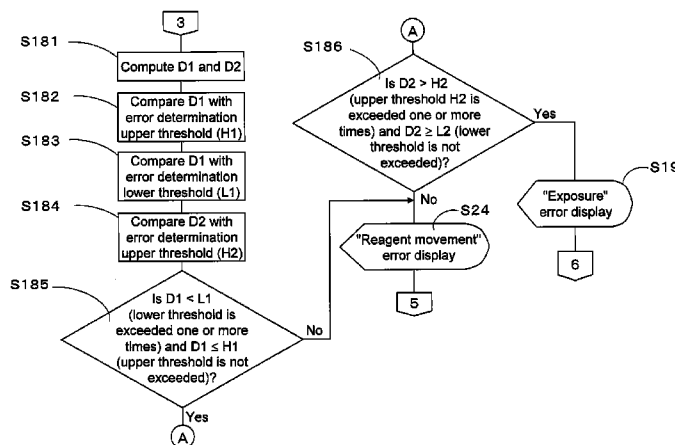 3
S181
Compute D1 and D2
S182
Compare D1 with
error determination
upper threshold (H1)
S183
Compare D1 with
error determination
lower threshold (L1)
S184
Compare D2 with
error determination
upper threshold (H2)
S185
Is D1 < L1
(lower threshold is
exceeded one or more
times) and D1 ≤ H1
(upper threshold is not
exceeded)?
No
Yes
A
A
S186
Is D2 > H2
(upper threshold H2 is
exceeded one or more
times) and D2 ≥ L2 (lower
threshold is not
exceeded)?
Yes
No
S24
"Reagent movement"
error display
5
S19
"Exposure"
error display
6